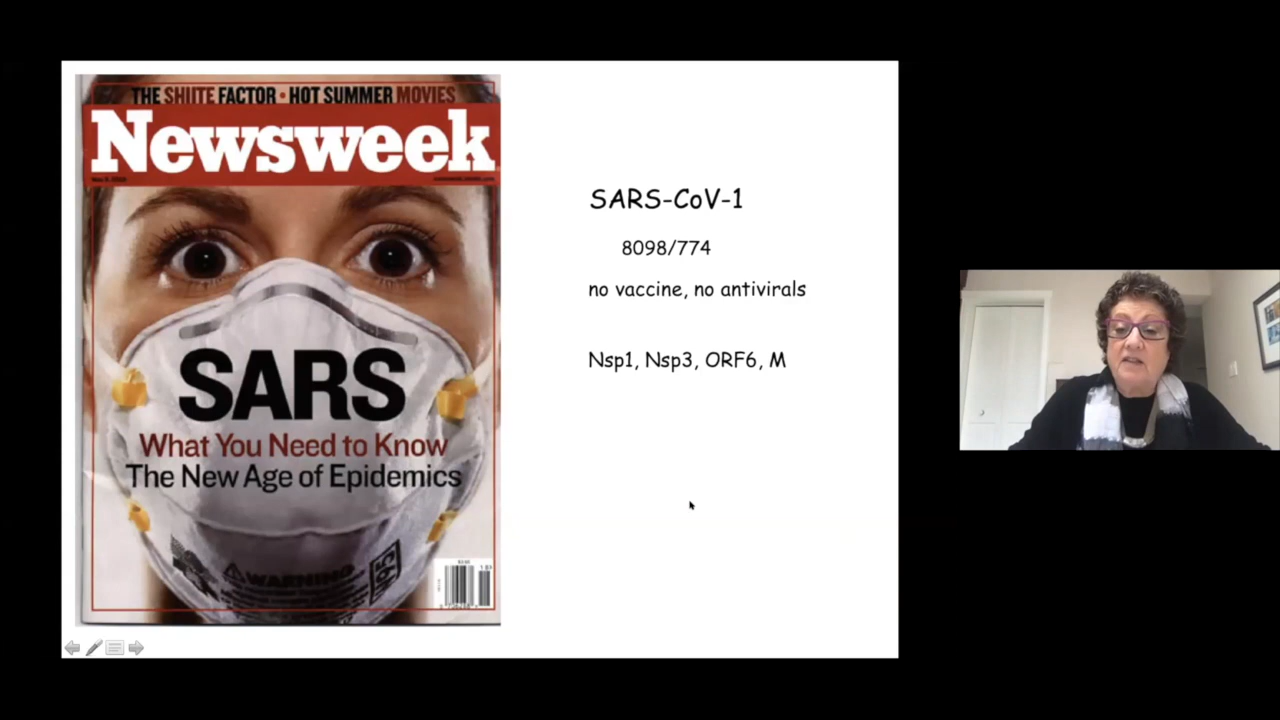 THE SHIITE FACTOR • HOT SUMMER MOVIES
Newsweek
SARS
What You Need to Know
The New Age of Epidemics
WARNING
N95
SARS-CoV-1
8098/774
no vaccine, no antivirals
Nsp1, Nsp3, ORF6, M